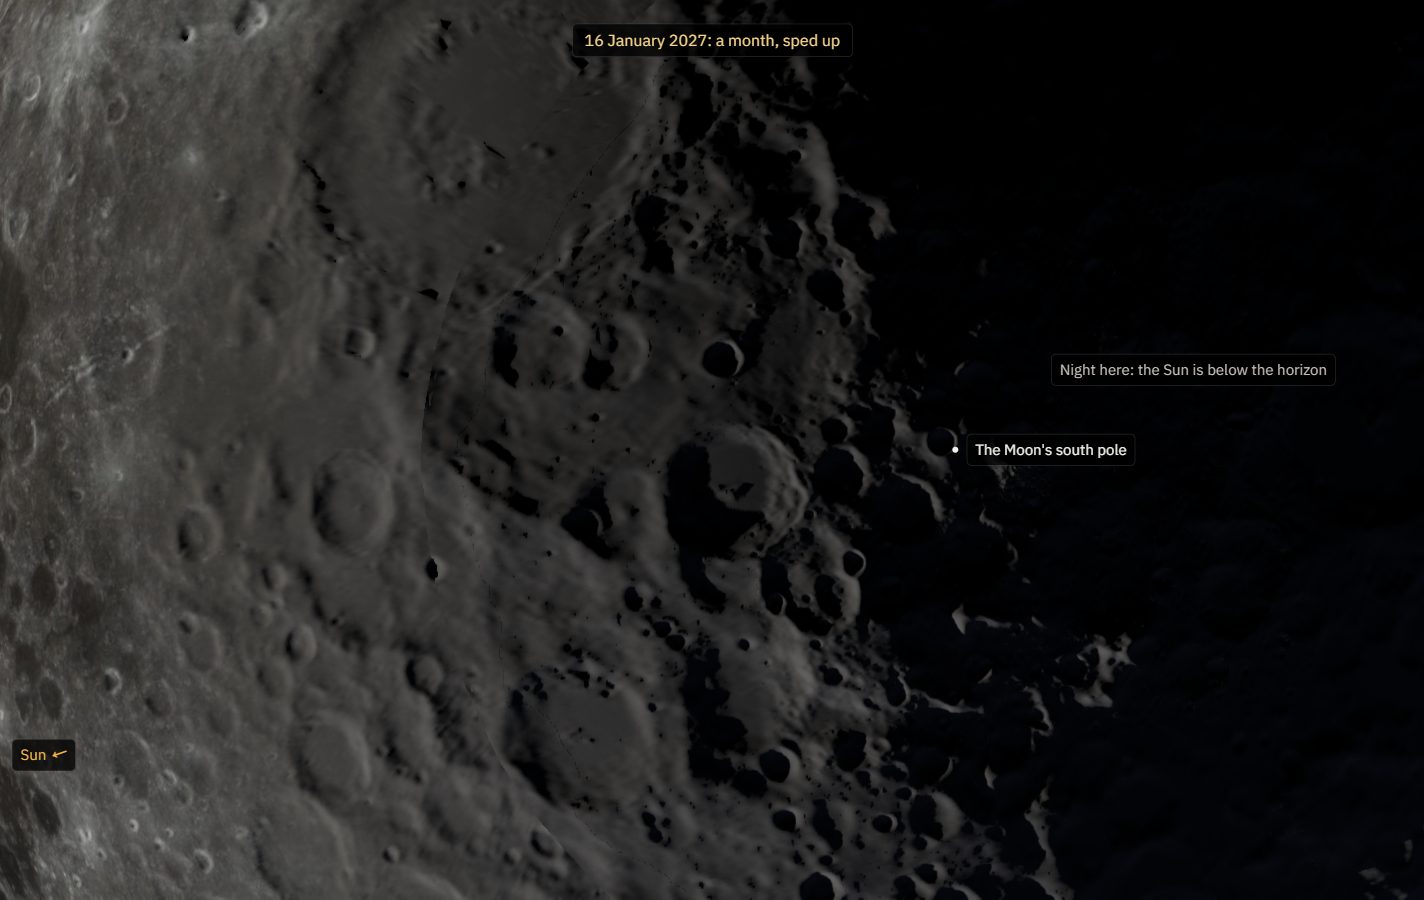 16 January 2027: a month, sped up
Night here: the Sun is below the horizon
The Moon's south pole
Sun ←